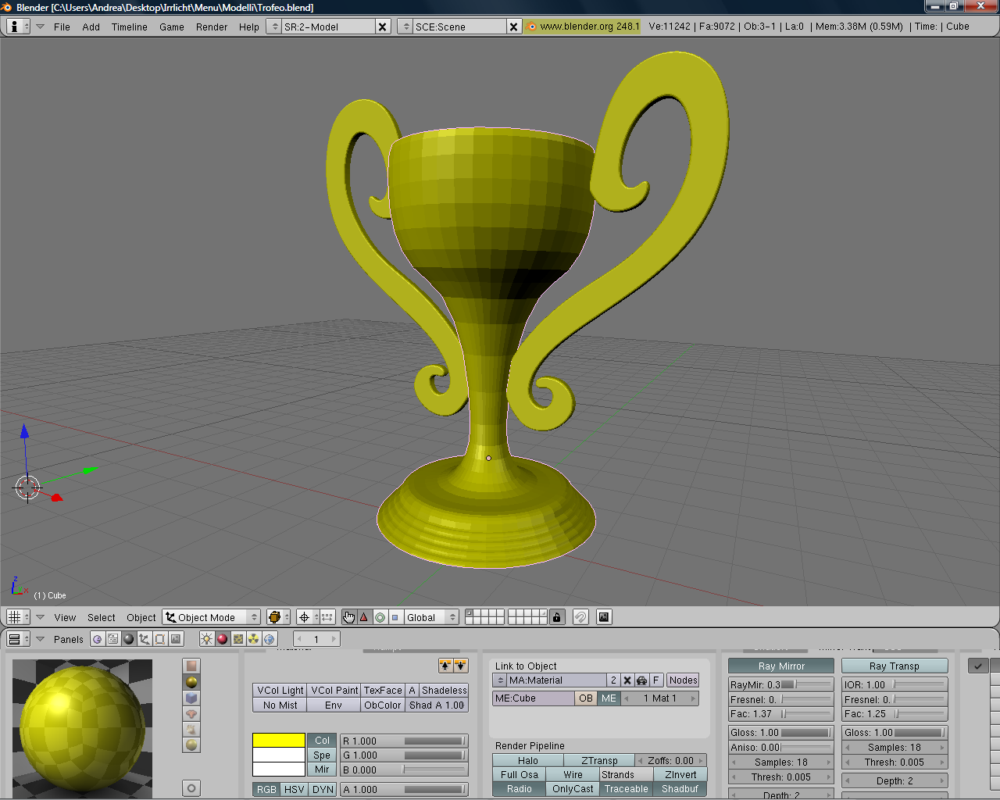 Blender [C:\Users\Andrea\Desktop\Irrlicht\Menu\Modelli\Trofeo.blend]
File Add Timeline Game Render Help SR:2-Model SCE:Scene www.blender.org 248.1 Ve:11242 | Fa:9072 | Ob:3-1 | La:0 | Mem:3.38M (0.59M) | Time: | Cube
z
x
(1) Cube
View Select Object Object Mode Global
Panels 1
Link to Object
Ray Mirror Ray Transp
MA:Material 2 F Nodes
RayMir: 0.3 IOR: 1.00
VCol Light VCol Paint TexFace A Shadeless
ME:Cube OB ME 1 Mat 1
Fresnel: 0. Fresnel: 0.
No Mist Env ObColor Shad A 1.00
Fac: 1.37 Fac: 1.25
Gloss: 1.00 Gloss: 1.00
Col R 1.000
Render Pipeline
Aniso: 0.00 Samples: 18
Spe G 1.000
Halo ZTransp Zoffs: 0.00
Samples: 18 Thresh: 0.005
Mir B 0.000
Full Osa Wire Strands ZInvert
Thresh: 0.005 Depth: 2
RGB HSV DYN A 1.000
Radio OnlyCast Traceable Shadbuf
Depth: 2